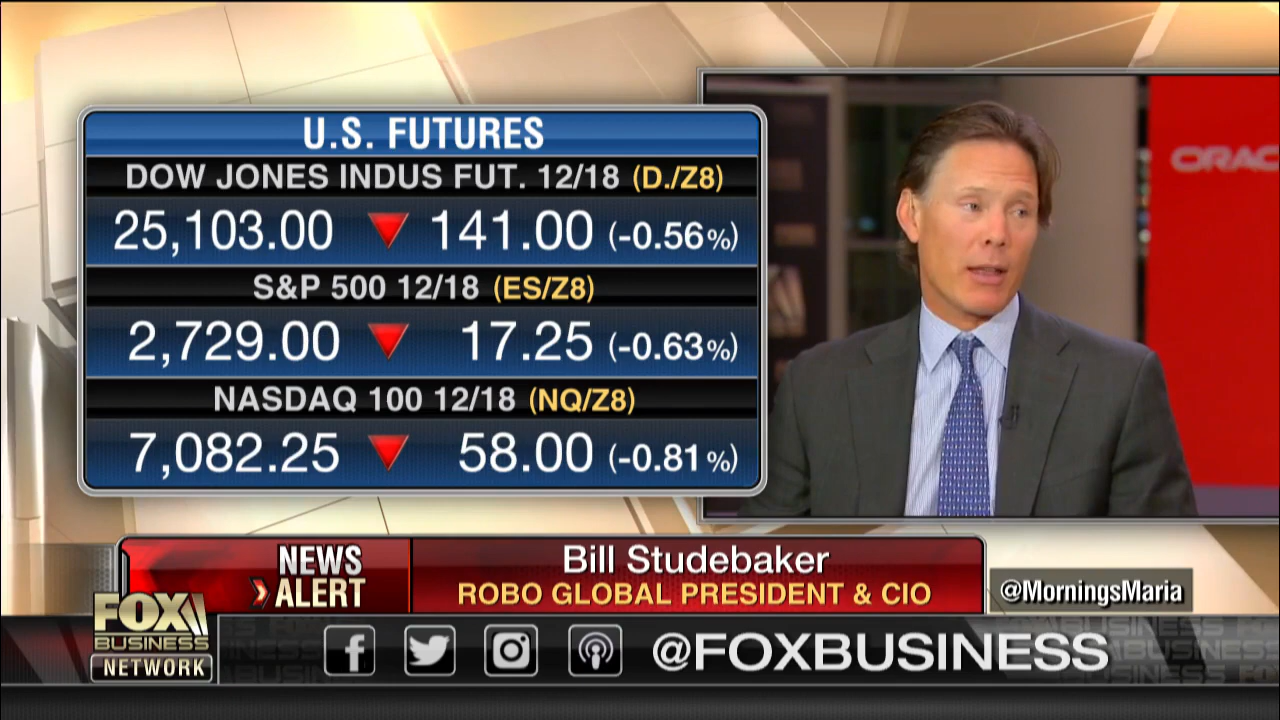 U.S. FUTURES
DOW JONES INDUS FUT. 12/18 (D./Z8)
25,103.00 ▼ 141.00 (-0.56%)
S&P 500 12/18 (ES/Z8)
2,729.00 ▼ 17.25 (-0.63%)
NASDAQ 100 12/18 (NQ/Z8)
7,082.25 ▼ 58.00 (-0.81%)
ORAC
NEWS
ALERT
Bill Studebaker
ROBO GLOBAL PRESIDENT & CIO
@MorningsMaria
FOX
BUSINESS
NETWORK
@FOXBUSINESS